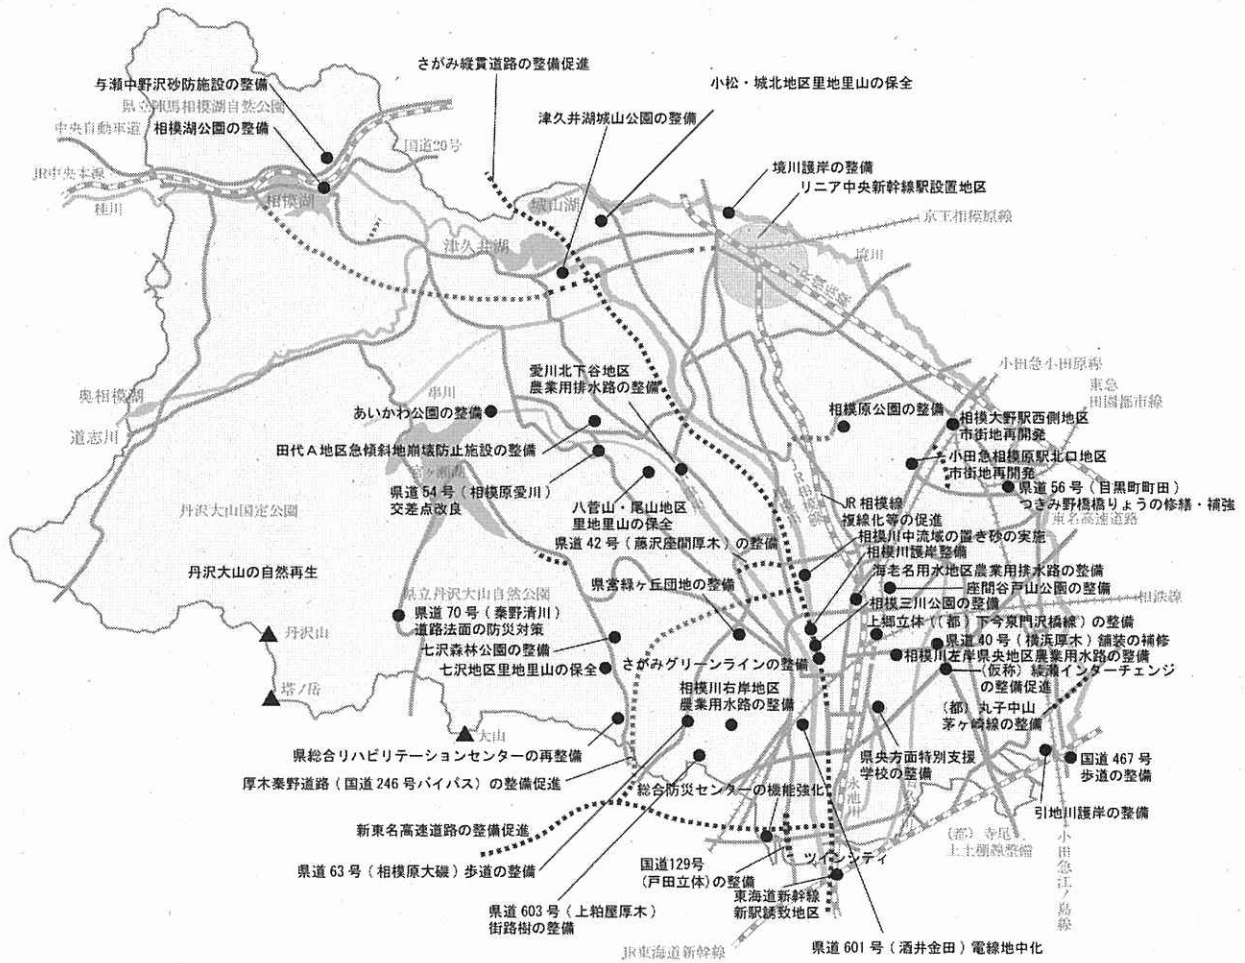 さがみ縦貫道路の整備促進
小松・城北地区里地里山の保全
与瀬中野沢砂防施設の整備
県立陣馬相模湖自然公園
津久井湖城山公園の整備
中央自動車道
相模湖公園の整備
国道20号
JR中央本線
桂川
相模湖
城山湖
津久井湖
境川護岸の整備
リニア中央新幹線駅設置地区
京王相模原線
境川
小田急小田原線
東急
田園都市線
愛川北下谷地区
農業用排水路の整備
串川
奥相模湖
道志川
あいかわ公園の整備
相模原公園の整備
相模大野駅西側地区
市街地再開発
田代A地区急傾斜地崩壊防止施設の整備
宮ヶ瀬湖
小田急相模原駅北口地区
市街地再開発
県道54号(相模原愛川)
交差点改良
八菅山・尾山地区
里地里山の保全
県道56号(目黒町町田)
つきみ野橋橋りょうの修繕・補強
東名高速道路
JR相模線
複線化等の促進
丹沢大山国定公園
県道42号(藤沢座間厚木)の整備
相模川中流域の置き砂の実施
相模川護岸整備
海老名用水地区農業用排水路の整備
丹沢大山の自然再生
県営緑ヶ丘団地の整備
座間谷戸山公園の整備
県立丹沢大山自然公園
相模三川公園の整備
相鉄線
県道70号(秦野清川)
道路法面の防災対策
上郷立体((都)下今泉門沢橋線)の整備
丹沢山
県道40号(横浜厚木)舗装の補修
七沢森林公園の整備
相模川左岸県央地区農業用水路の整備
七沢地区里地里山の保全
さがみグリーンラインの整備
(仮称)綾瀬インターチェンジ
の整備促進
塔ノ岳
相模川右岸地区
農業用水路の整備
(都)丸子中山
茅ヶ崎線の整備
大山
県総合リハビリテーションセンターの再整備
県央方面特別支援
学校の整備
国道467号
歩道の整備
厚木秦野道路(国道246号バイパス)の整備促進
総合防災センターの機能強化
永池川
引地川護岸の整備
新東名高速道路の整備促進
(都)寺尾
上土棚線整備
県道63号(相模原大磯)歩道の整備
国道129号
(戸田立体)の整備
ツインシティ
小田急江ノ島線
東海道新幹線
新駅誘致地区
県道603号(上粕屋厚木)
街路樹の整備
県道601号(酒井金田)電線地中化
JR東海道新幹線